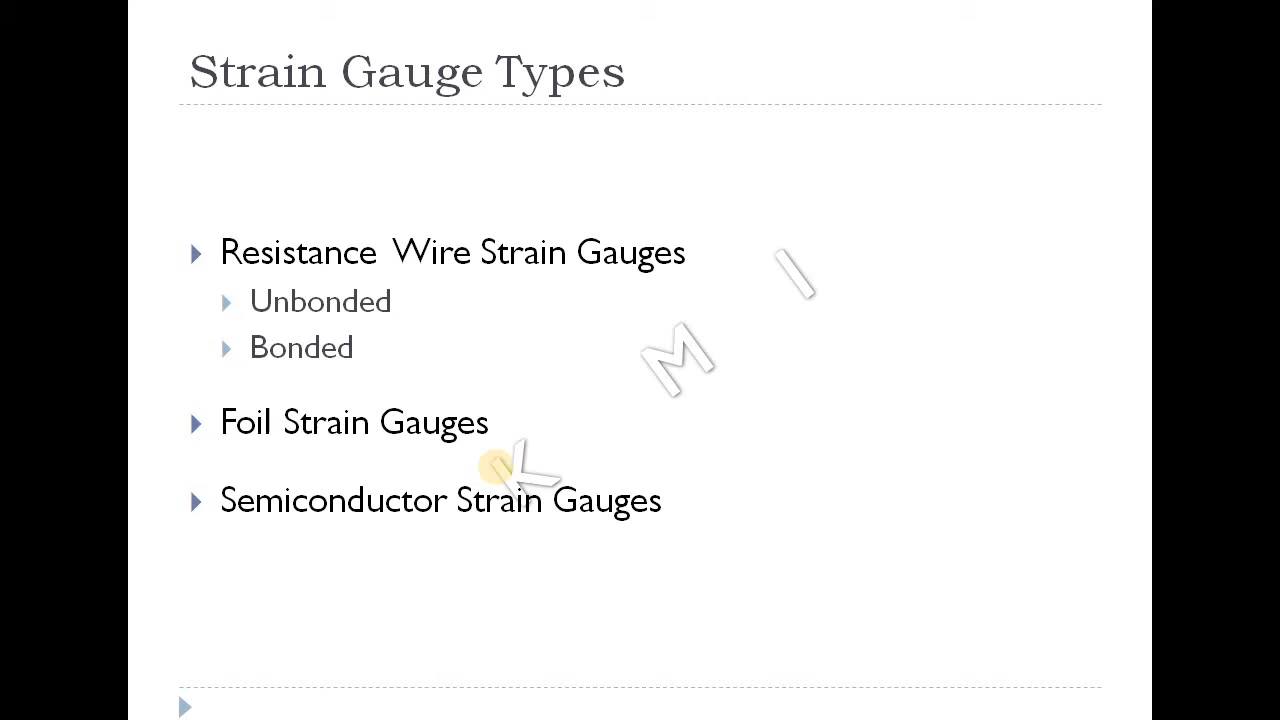 Strain Gauge Types
Resistance Wire Strain Gauges
Unbonded
Bonded
Foil Strain Gauges
Semiconductor Strain Gauges
K M I